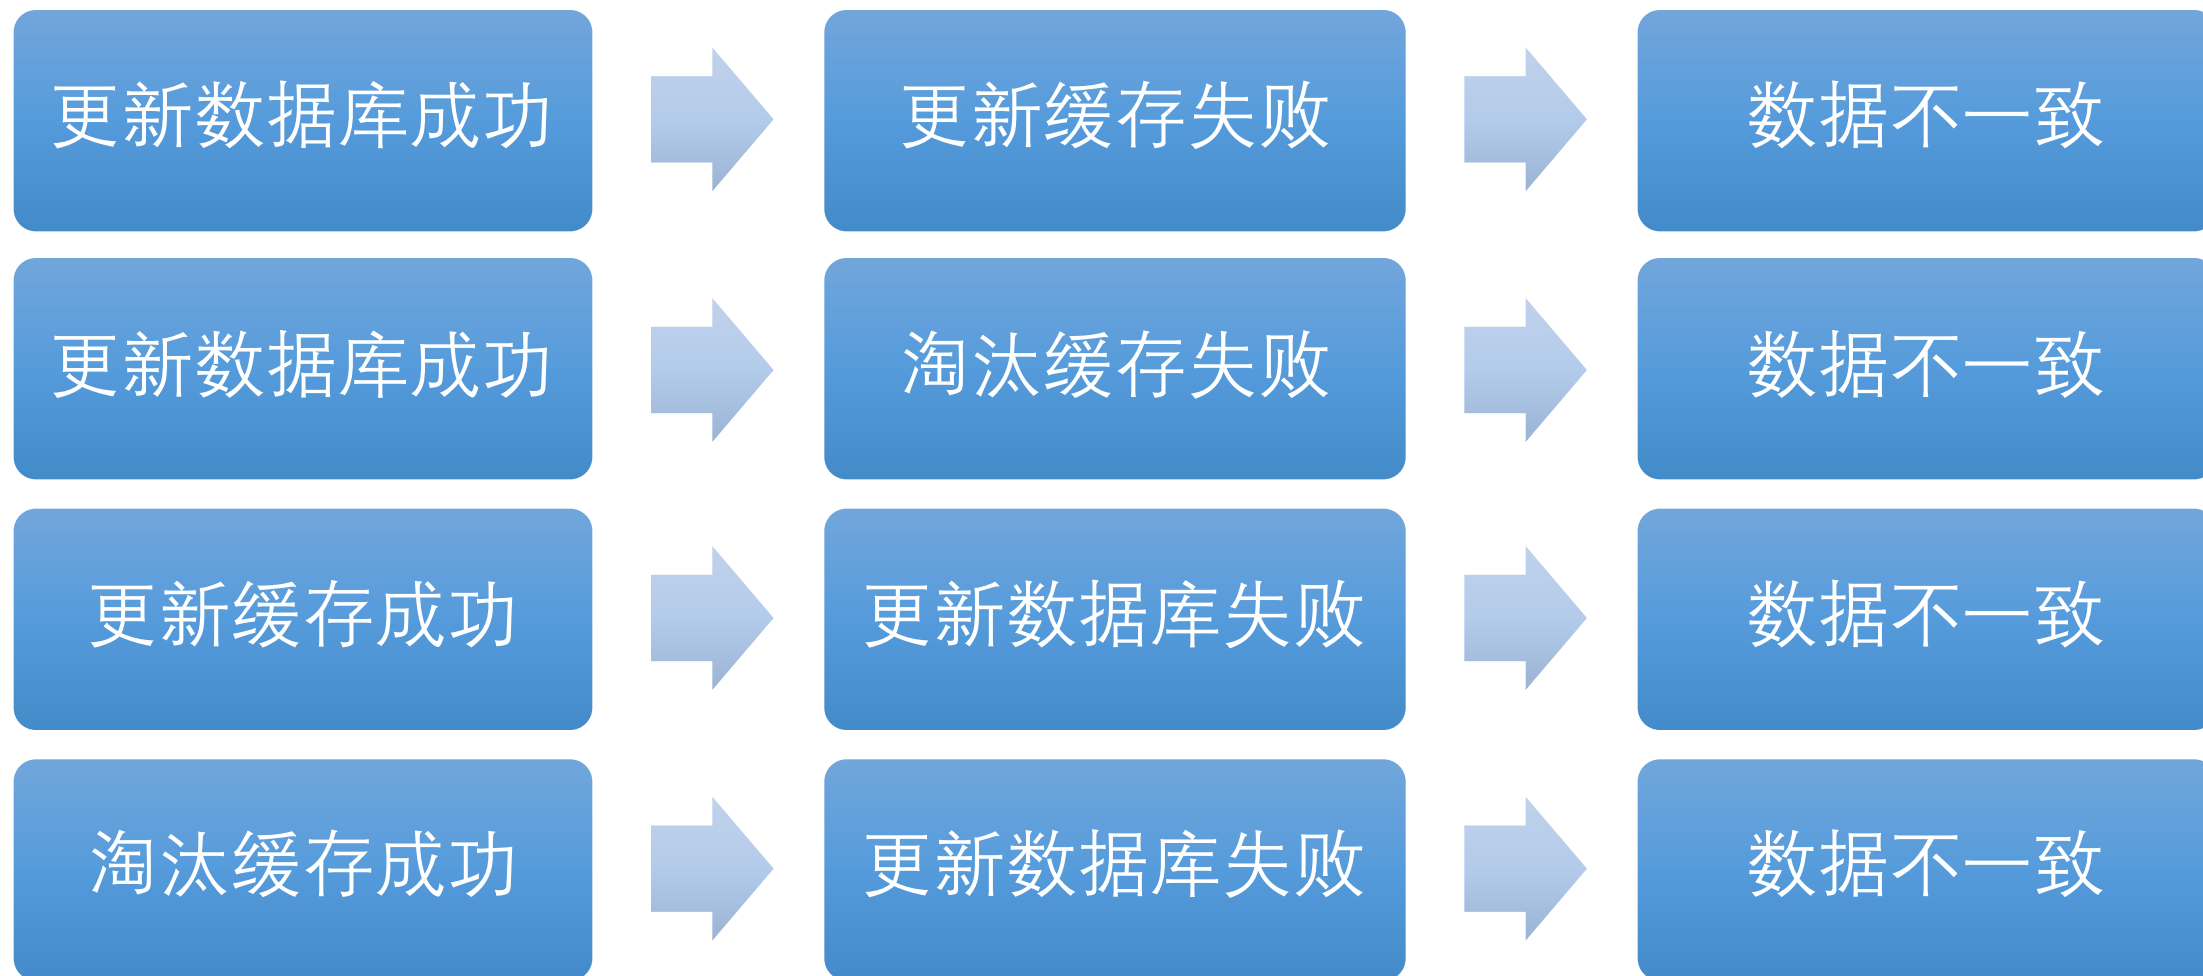 更新数据库成功
更新缓存失败
数据不一致
更新数据库成功
淘汰缓存失败
数据不一致
更新缓存成功
更新数据库失败
数据不一致
淘汰缓存成功
更新数据库失败
数据不一致